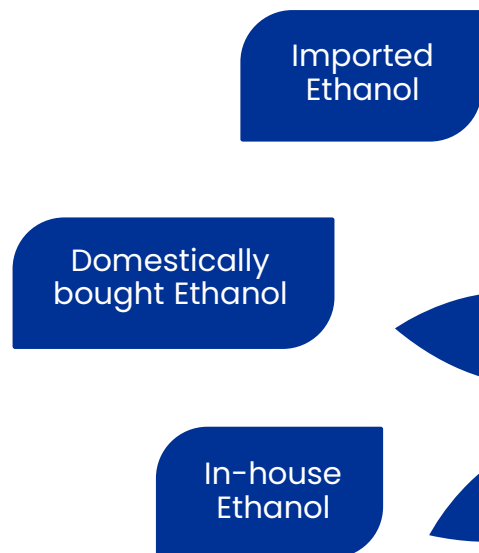 Imported
Ethanol
Domestically
bought Ethanol
In-house
Ethanol